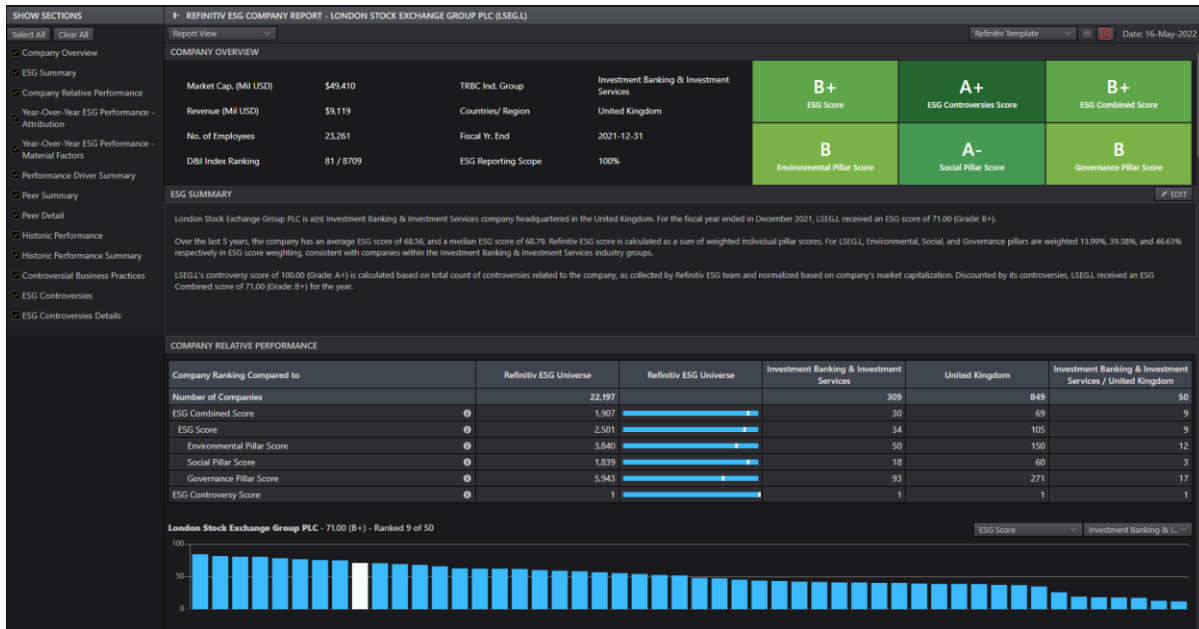 SHOW SECTIONS
Select All Clear All
Company Overview
ESG Summary
Company Relative Performance
Year-Over-Year ESG Performance -
Attribution
Year-Over-Year ESG Performance -
Material Factors
Performance Driver Summary
Peer Summary
Peer Detail
Historic Performance
Historic Performance Summary
Controversial Business Practices
ESG Controversies
ESG Controversies Details
REFINITIV ESG COMPANY REPORT - LONDON STOCK EXCHANGE GROUP PLC (LSEG.L)
Report View Refinitiv Template Date: 16-May-2022
COMPANY OVERVIEW
Market Cap. (Mil USD) $49,410 TRBC Ind. Group Investment Banking & Investment
Services
Revenue (Mil USD) $9,119 Countries/ Region United Kingdom
No. of Employees 23,261 Fiscal Yr. End 2021-12-31
D&I Index Ranking 81 / 8709 ESG Reporting Scope 100%
B+ A+ B+
ESG Score ESG Controversies Score ESG Combined Score
B A- B
Environmental Pillar Score Social Pillar Score Governance Pillar Score
ESG SUMMARY EDIT
London Stock Exchange Group PLC is a(n) Investment Banking & Investment Services company headquartered in the United Kingdom. For the fiscal year ended in December 2021, LSEG.L received an ESG score of 71.00 (Grade: B+).
Over the last 5 years, the company has an average ESG score of 68.56, and a median ESG score of 68.79. Refinitiv ESG score is calculated as a sum of weighted individual pillar scores. For LSEG.L, Environmental, Social, and Governance pillars are weighted 13.99%, 39.38%, and 46.63%
respectively in ESG score weighting, consistent with companies within the Investment Banking & Investment Services industry groups.
LSEG.L's controversy score of 100.00 (Grade: A+) is calculated based on total count of controversies related to the company, as collected by Refinitiv ESG team and normalized based on company's market capitalization. Discounted by its controversies, LSEG.L received an ESG
Combined score of 71.00 (Grade: B+) for the year.
COMPANY RELATIVE PERFORMANCE
Company Ranking Compared to Refinitiv ESG Universe Refinitiv ESG Universe Investment Banking & Investment
Services United Kingdom Investment Banking & Investment
Services / United Kingdom
Number of Companies 22,197 309 849 50
ESG Combined Score 1,907 30 69 9
ESG Score 2,501 34 105 9
Environmental Pillar Score 3,840 50 150 12
Social Pillar Score 1,839 18 60 3
Governance Pillar Score 5,943 93 271 17
ESG Controversy Score 1 1 1 1
London Stock Exchange Group PLC - 71.00 (B+) - Ranked 9 of 50 ESG Score Investment Banking & I...
100
50
0